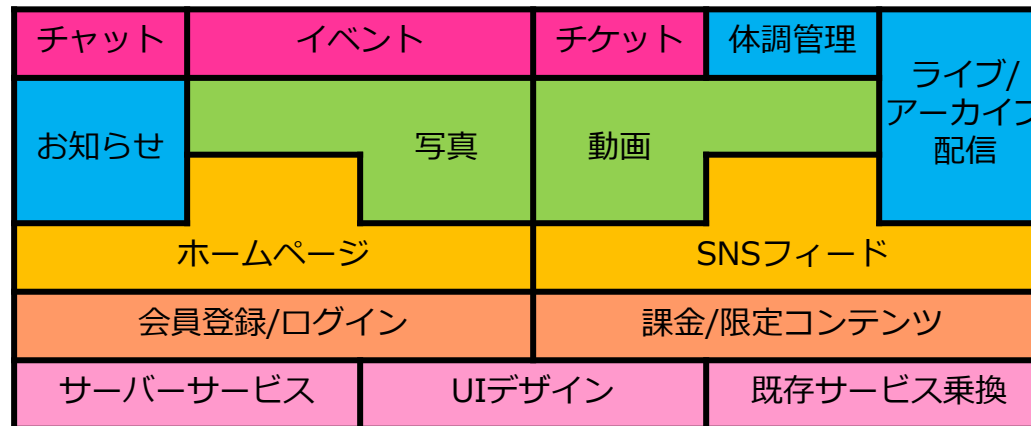 チャット
イベント
チケット
体調管理
ライブ/
アーカイブ
配信
お知らせ
写真
動画
ホームページ
SNSフィード
会員登録/ログイン
課金/限定コンテンツ
サーバーサービス
UIデザイン
既存サービス乗換